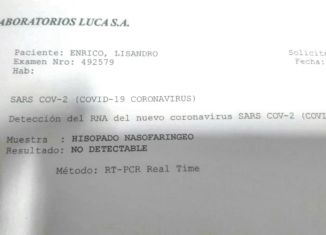 ABORATORIOS LUCA S.A.
Paciente: ENRICO, LISANDRO Solicit
Examen Nro: 492579 Fecha:
Hab:
SARS COV-2 (COVID-19 CORONAVIRUS)
Detección del RNA del nuevo coronavirus SARS COV-2 (COVI
Muestra : HISOPADO NASOFARINGEO
Resultado: NO DETECTABLE
Método: RT-PCR Real Time